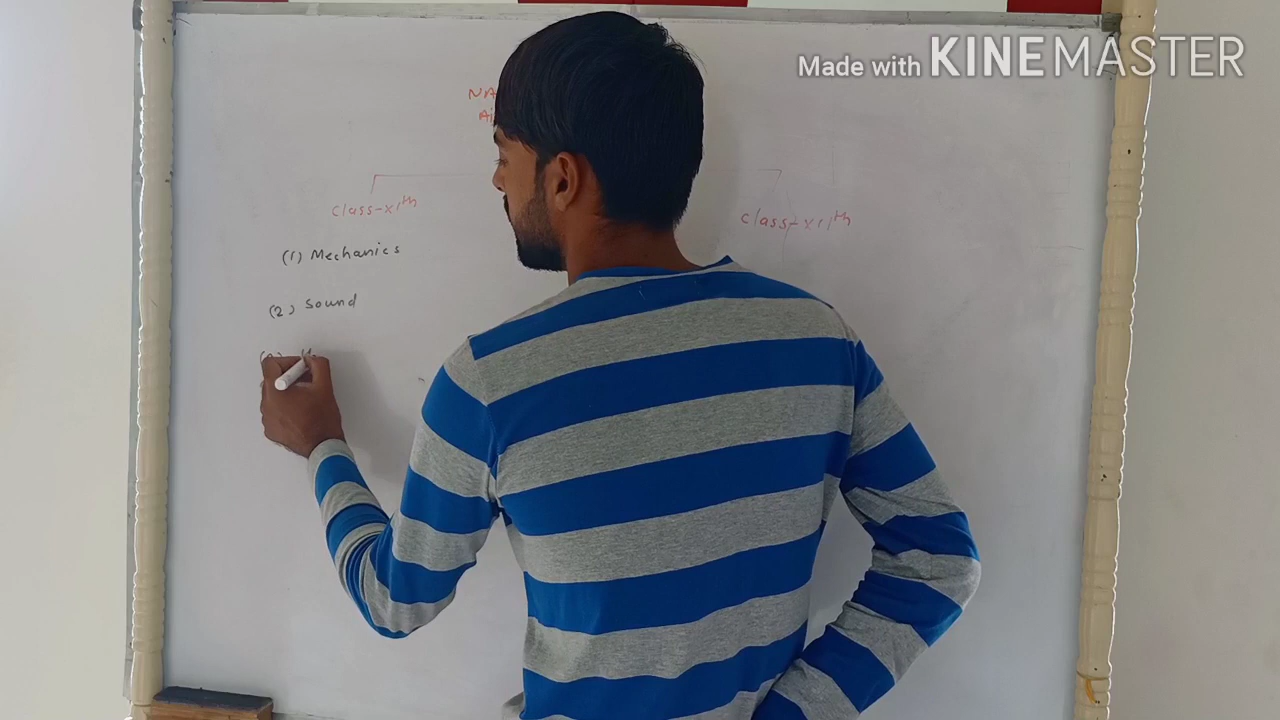 Made with KINEMASTER
class-xith
class-xiith
(1) Mechanics
(2) Sound